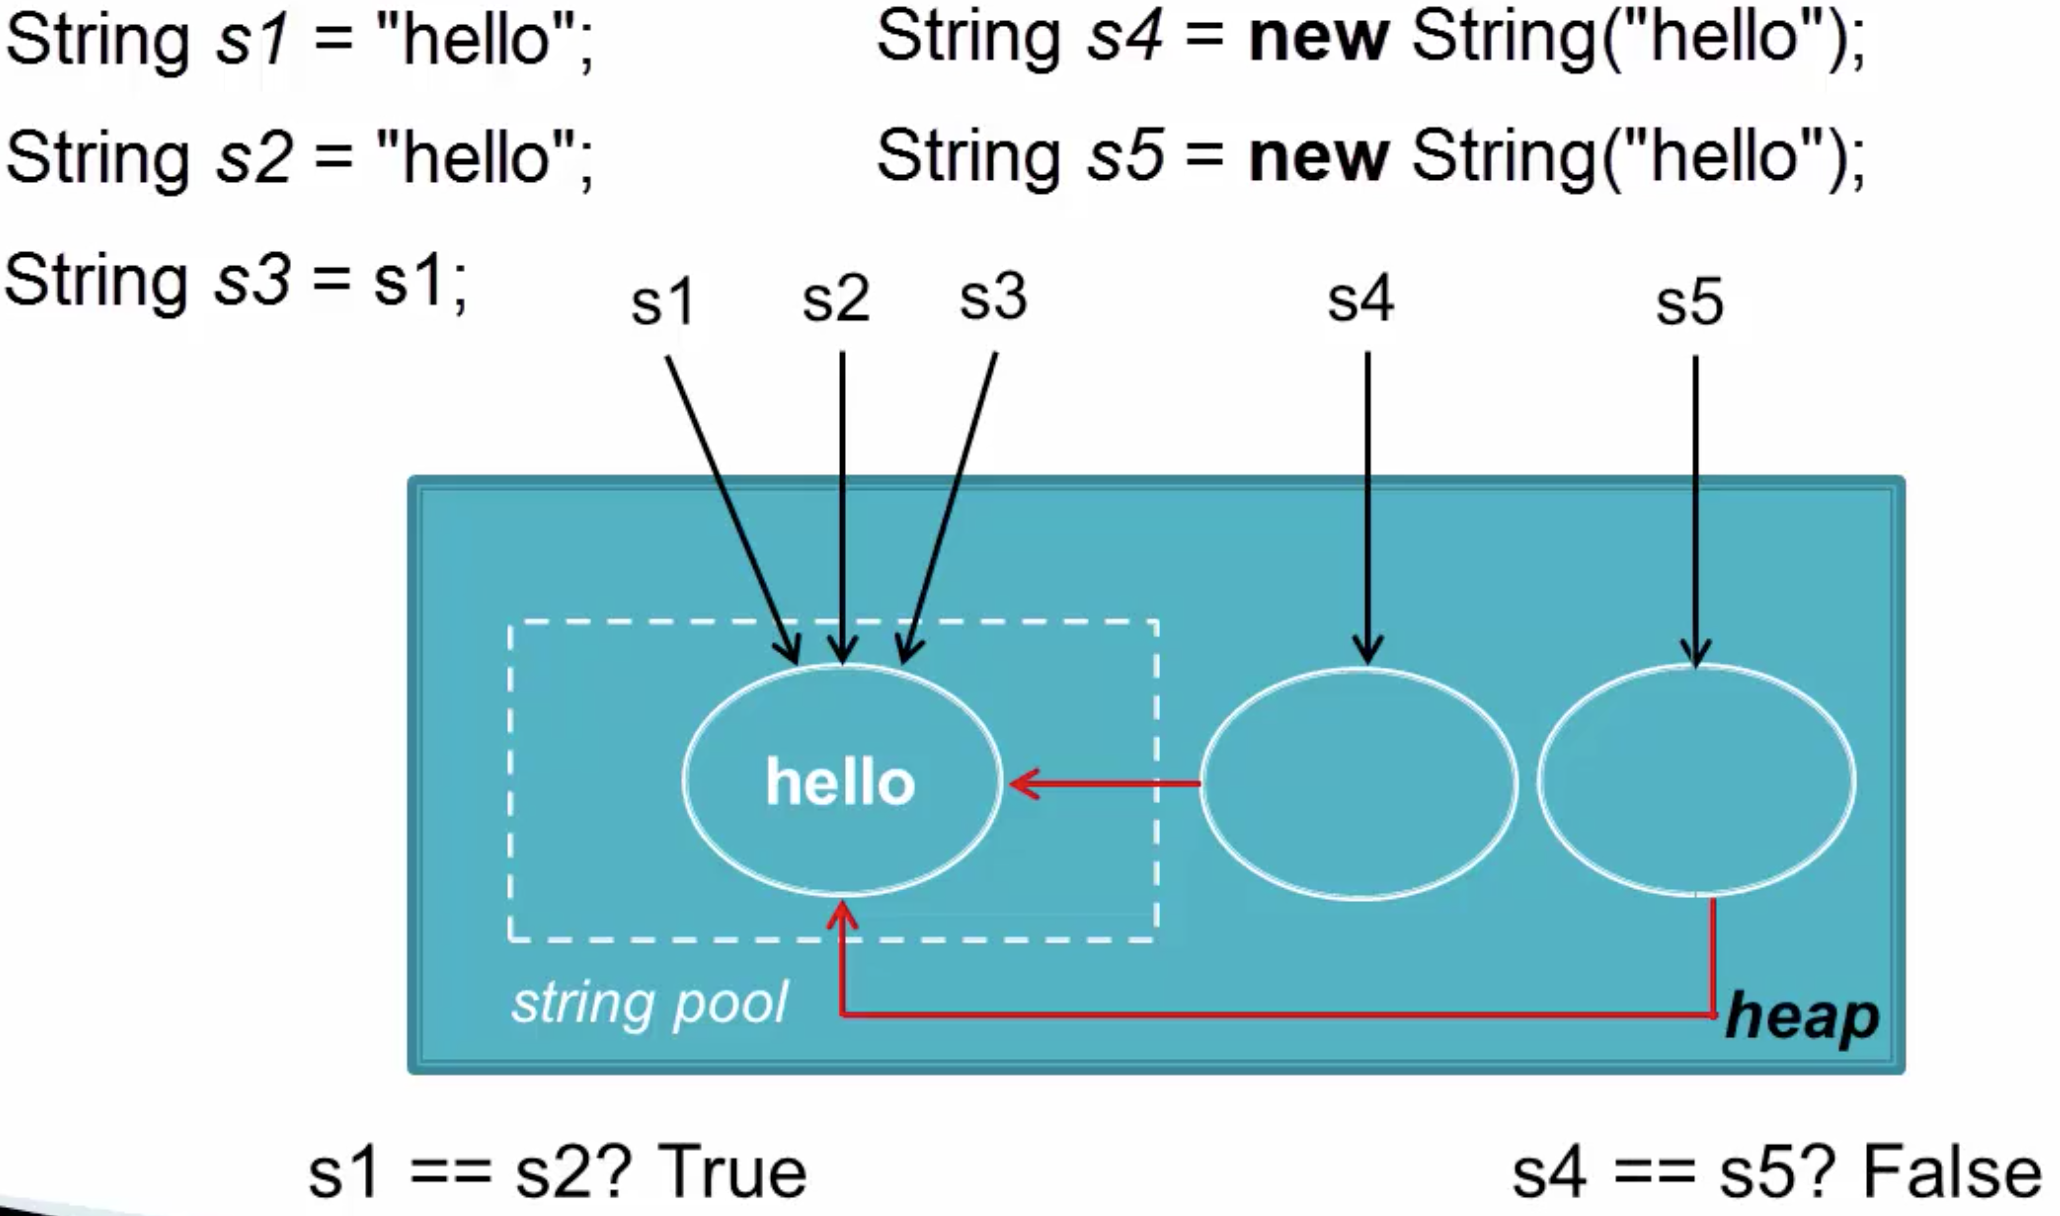 String s1 = "hello";
String s2 = "hello";
String s3 = s1;
String s4 = new String("hello");
String s5 = new String("hello");
s1 s2 s3 s4 s5
hello
string pool
heap
s1 == s2? True
s4 == s5? False